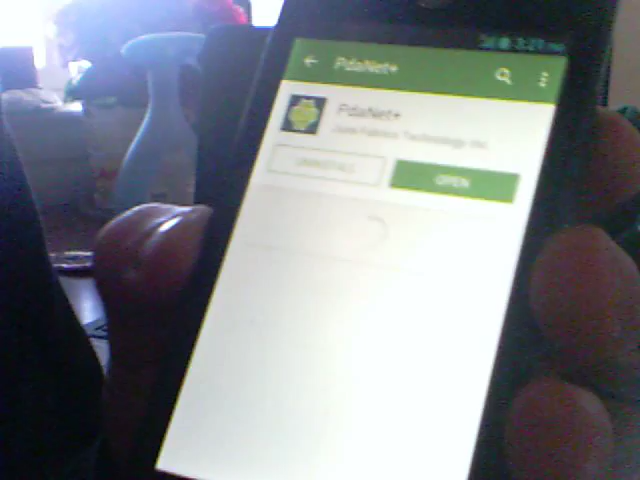 PdaNet+
PdaNet+
June Fabrics Technology Inc.
UNINSTALL
OPEN